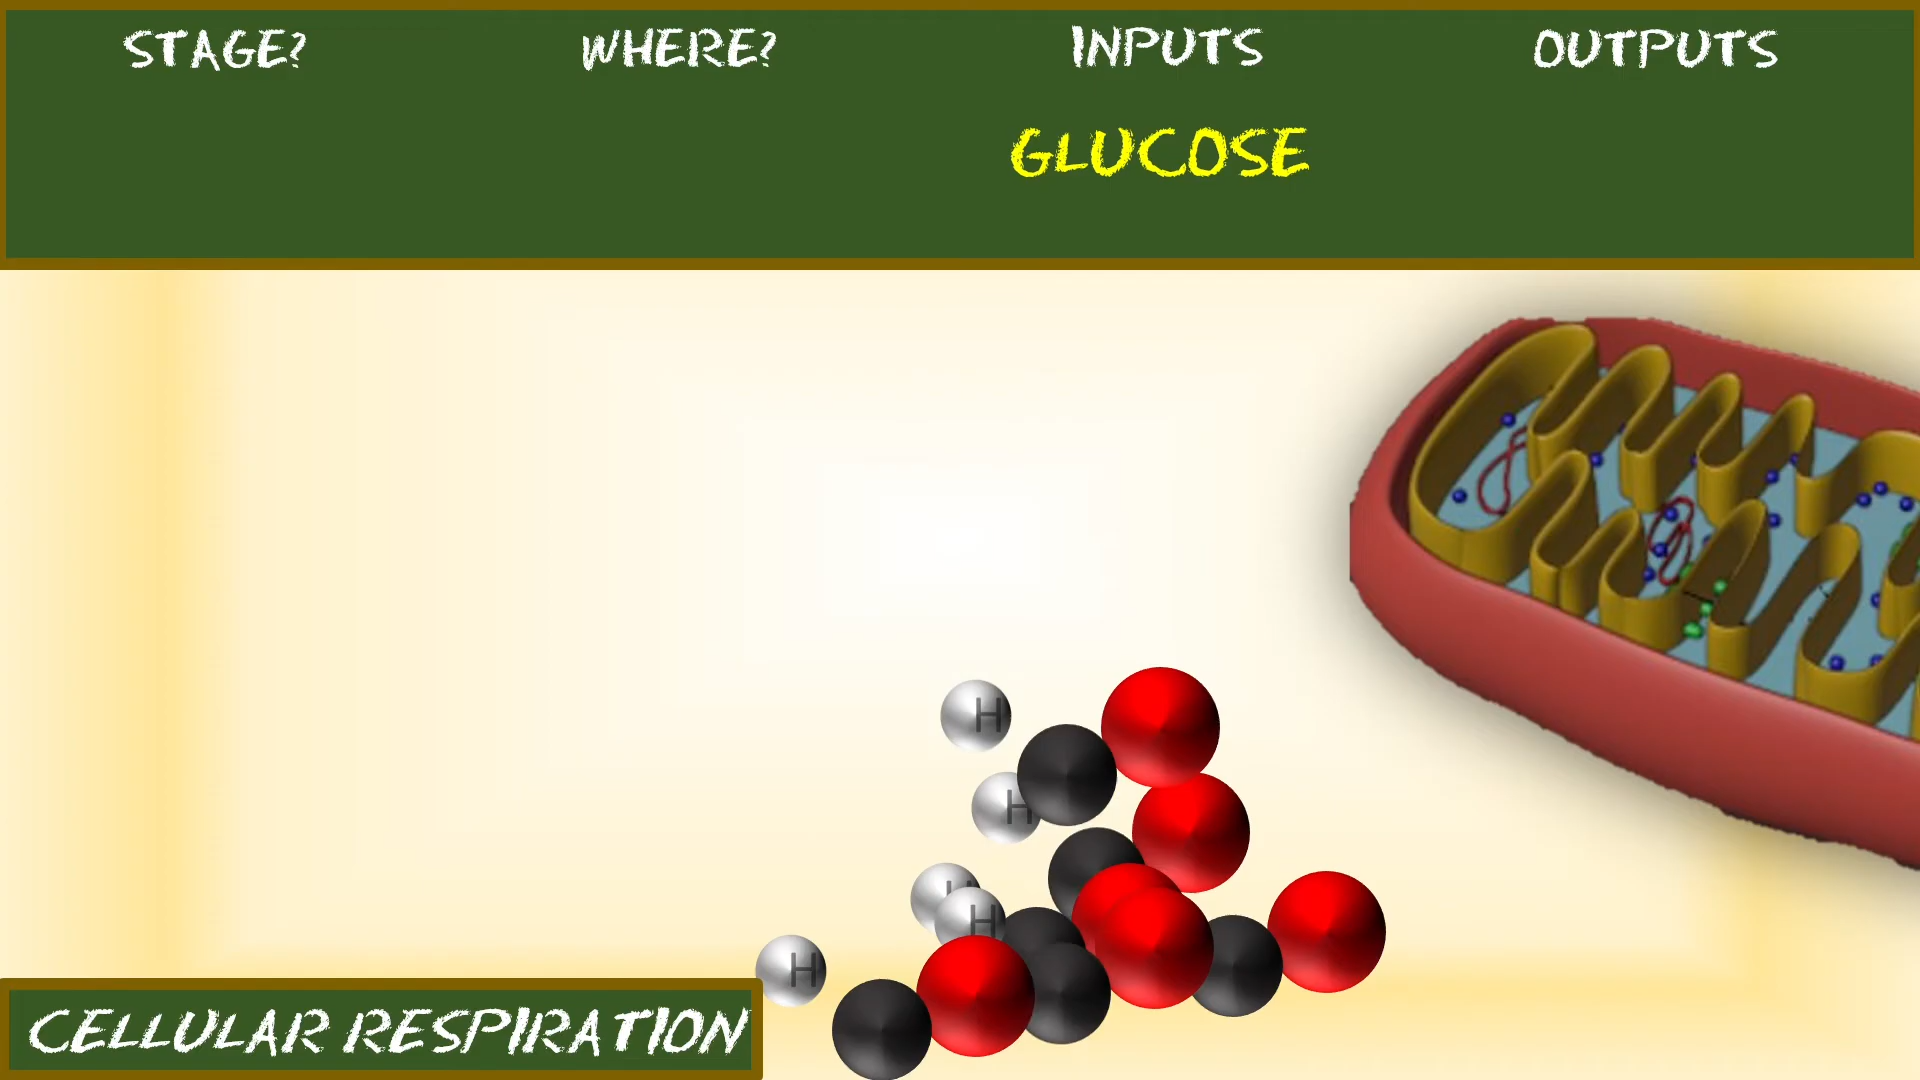 STAGE? WHERE? INPUTS OUTPUTS
GLUCOSE
H
H
H
H
H
CELLULAR RESPIRATION